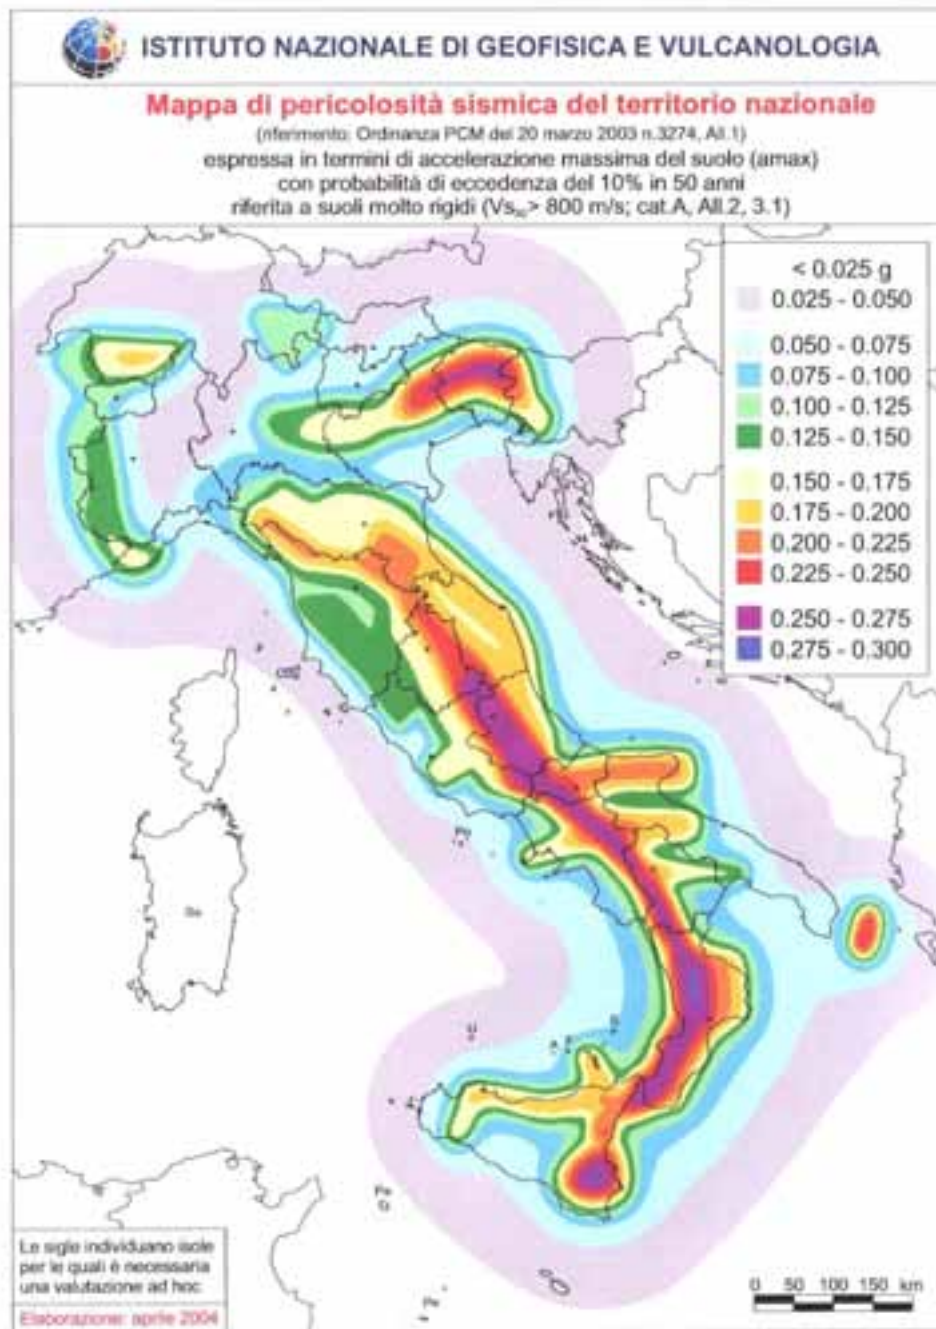 ISTITUTO NAZIONALE DI GEOFISICA E VULCANOLOGIA
Mappa di pericolosità sismica del territorio nazionale
(riferimento: Ordinanza PCM del 20 marzo 2003 n.3274, All.1)
espressa in termini di accelerazione massima del suolo (amax)
con probabilità di eccedenza del 10% in 50 anni
riferita a suoli molto rigidi (Vs₃₀> 800 m/s; cat.A, All.2, 3.1)
< 0.025 g
0.025 - 0.050
0.050 - 0.075
0.075 - 0.100
0.100 - 0.125
0.125 - 0.150
0.150 - 0.175
0.175 - 0.200
0.200 - 0.225
0.225 - 0.250
0.250 - 0.275
0.275 - 0.300
Le sigle individuano isole
per le quali è necessaria
una valutazione ad hoc
Elaborazione: aprile 2004
0 50 100 150 km